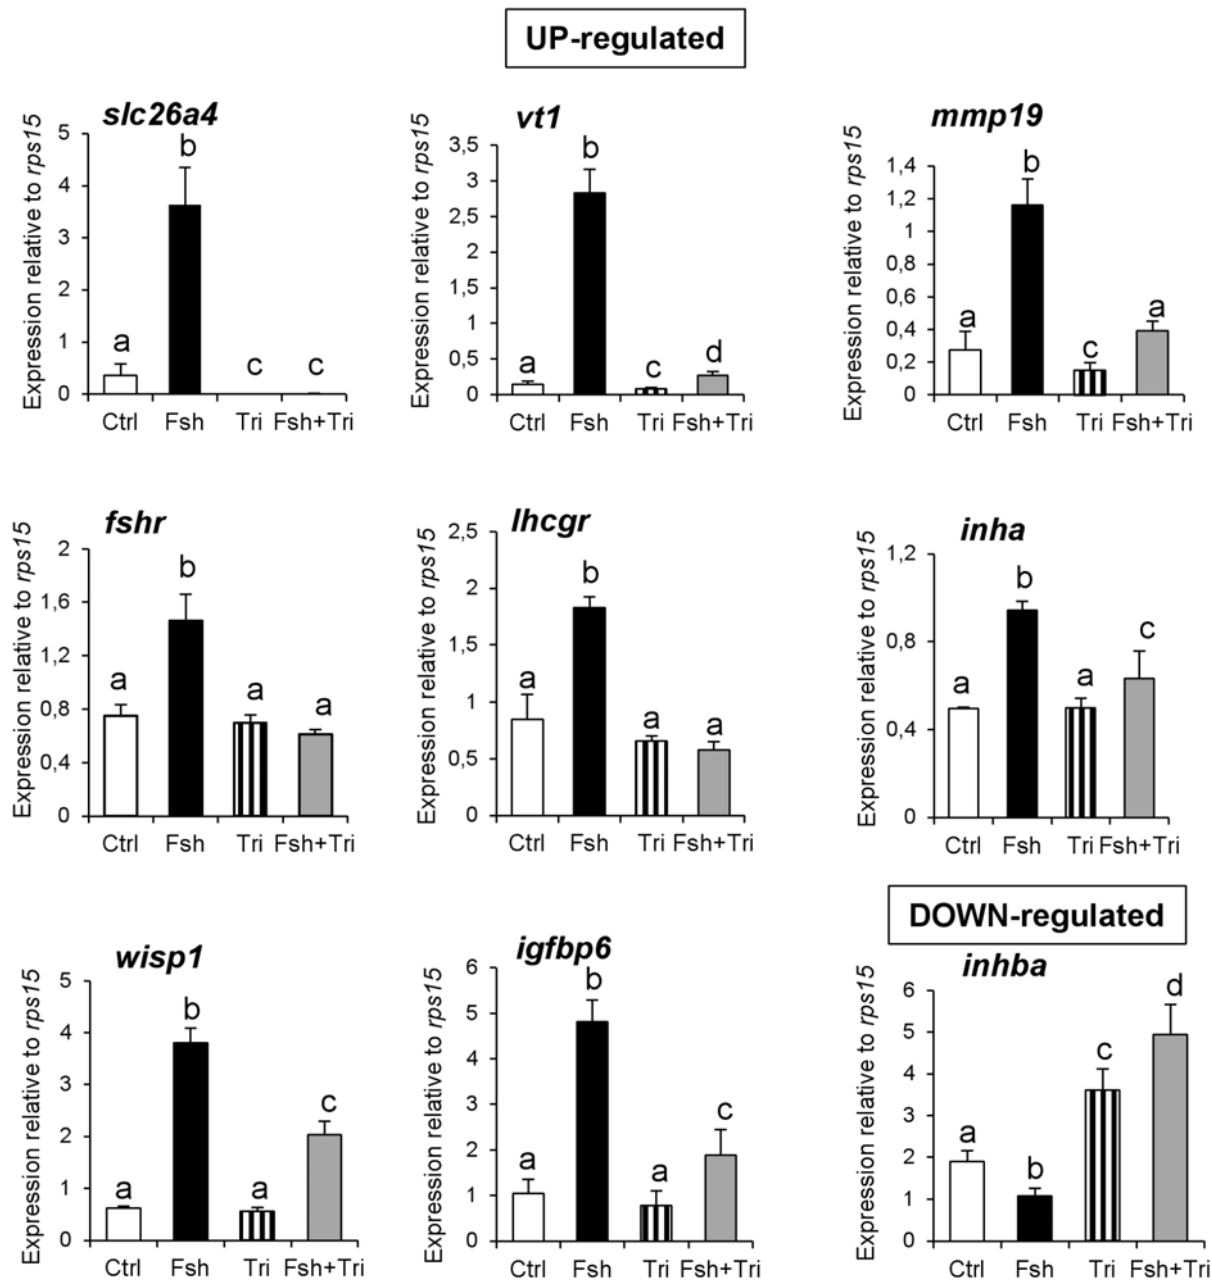 UP-regulated
slc26a4
Expression relative to rps15
5
4
3
2
1
0
a
b
c
c
Ctrl Fsh Tri Fsh+Tri
vt1
Expression relative to rps15
3,5
3
2,5
2
1,5
1
0,5
0
a
b
c
d
Ctrl Fsh Tri Fsh+Tri
mmp19
Expression relative to rps15
1,4
1,2
1
0,8
0,6
0,4
0,2
0
a
b
c
a
Ctrl Fsh Tri Fsh+Tri
fshr
Expression relative to rps15
2
1,6
1,2
0,8
0,4
0
a
b
a
a
Ctrl Fsh Tri Fsh+Tri
lhcgr
Expression relative to rps15
2,5
2
1,5
1
0,5
0
a
b
a
a
Ctrl Fsh Tri Fsh+Tri
inha
Expression relative to rps15
1,2
0,8
0,4
0
a
b
a
c
Ctrl Fsh Tri Fsh+Tri
wisp1
Expression relative to rps15
5
4
3
2
1
0
a
b
a
c
Ctrl Fsh Tri Fsh+Tri
igfbp6
Expression relative to rps15
6
5
4
3
2
1
0
a
b
a
c
Ctrl Fsh Tri Fsh+Tri
DOWN-regulated
inhba
Expression relative to rps15
6
5
4
3
2
1
0
a
b
c
d
Ctrl Fsh Tri Fsh+Tri